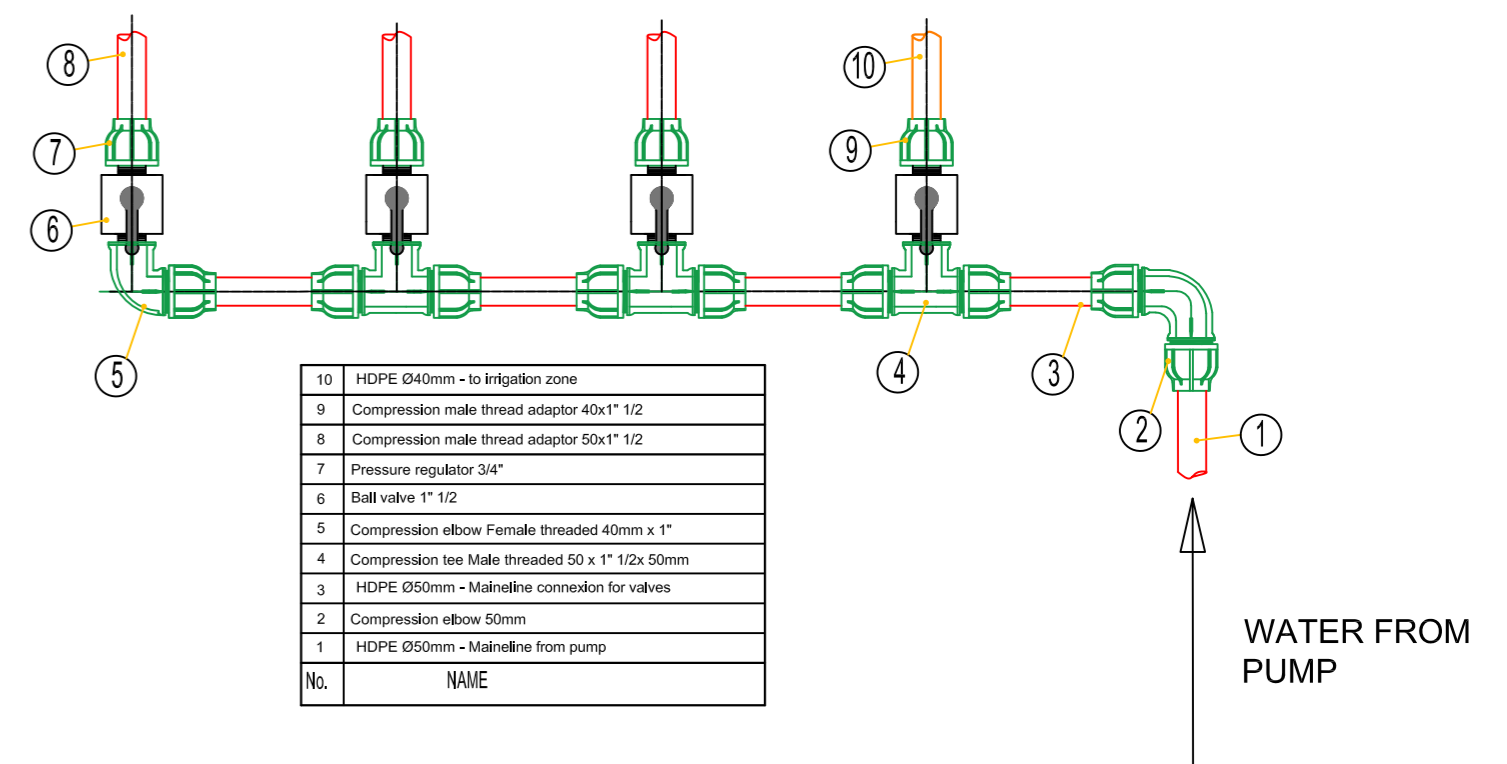 8
10
7
9
6
5
4
3
2
1
10 HDPE Ø40mm - to irrigation zone
9 Compression male thread adaptor 40x1" 1/2
8 Compression male thread adaptor 50x1" 1/2
7 Pressure regulator 3/4"
6 Ball valve 1" 1/2
5 Compression elbow Female threaded 40mm x 1"
4 Compression tee Male threaded 50 x 1" 1/2x 50mm
3 HDPE Ø50mm - Maineline connexion for valves
2 Compression elbow 50mm
1 HDPE Ø50mm - Maineline from pump
No. NAME
WATER FROM
PUMP